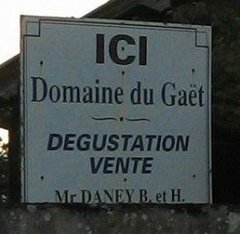 ICI
Domaine du Gaët
DEGUSTATION
VENTE
Mr DANEY B. et H.